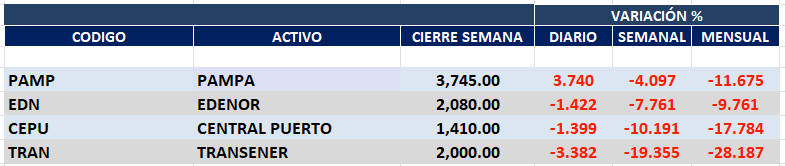 VARIACIÓN %
CODIGO ACTIVO CIERRE SEMANA DIARIO SEMANAL MENSUAL
PAMP PAMPA 3,745.00 3.740 -4.097 -11.675
EDN EDENOR 2,080.00 -1.422 -7.761 -9.761
CEPU CENTRAL PUERTO 1,410.00 -1.399 -10.191 -17.784
TRAN TRANSENER 2,000.00 -3.382 -19.355 -28.187